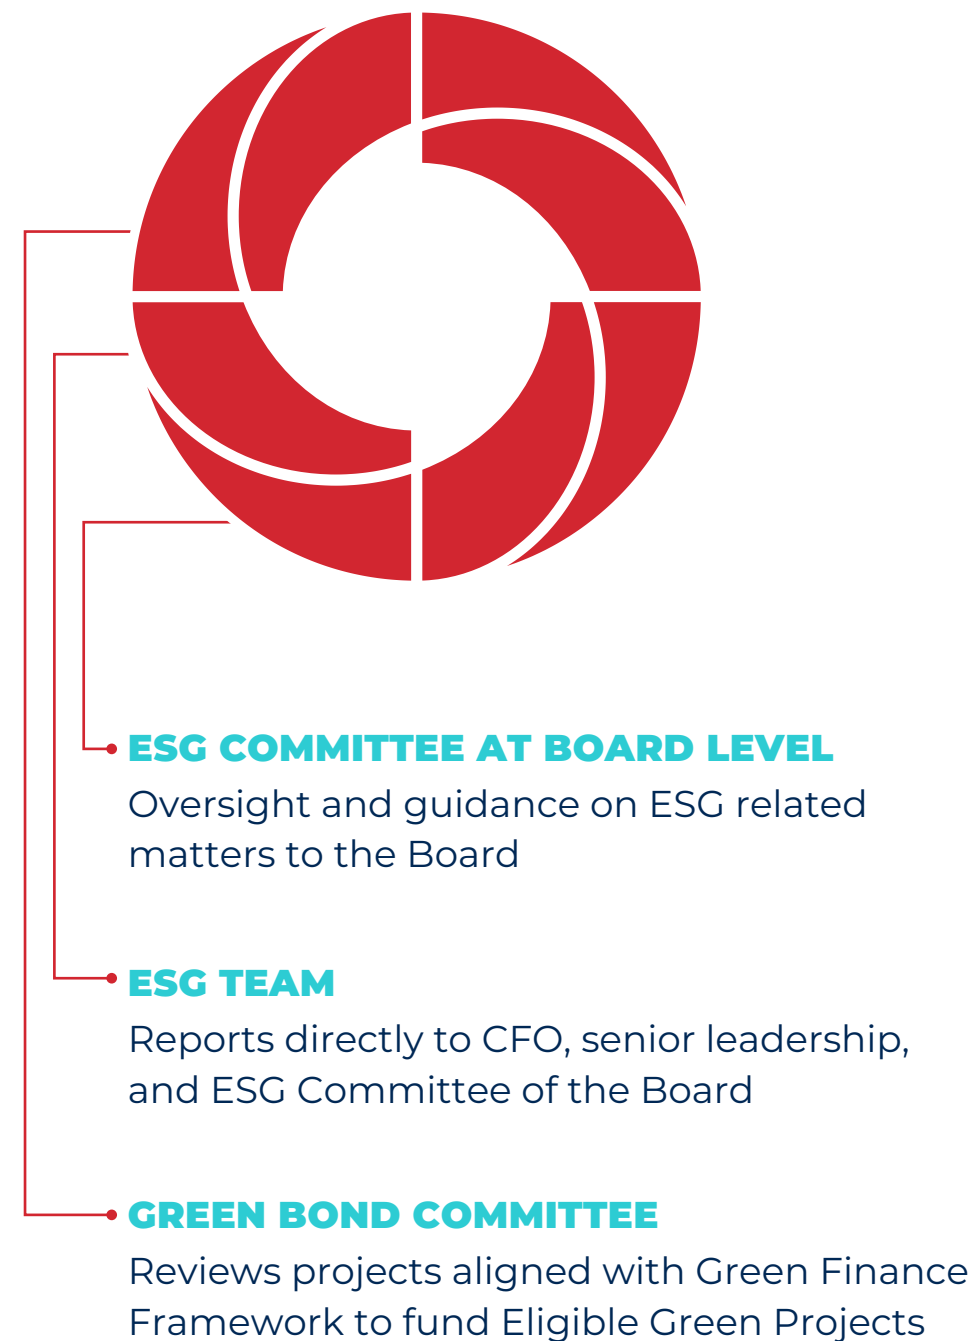 ESG COMMITTEE AT BOARD LEVEL
Oversight and guidance on ESG related
matters to the Board
ESG TEAM
Reports directly to CFO, senior leadership,
and ESG Committee of the Board
GREEN BOND COMMITTEE
Reviews projects aligned with Green Finance
Framework to fund Eligible Green Projects